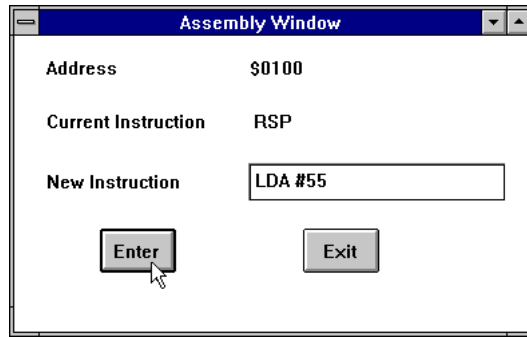 Assembly Window
Address $0100
Current Instruction RSP
New Instruction LDA #55
Enter Exit